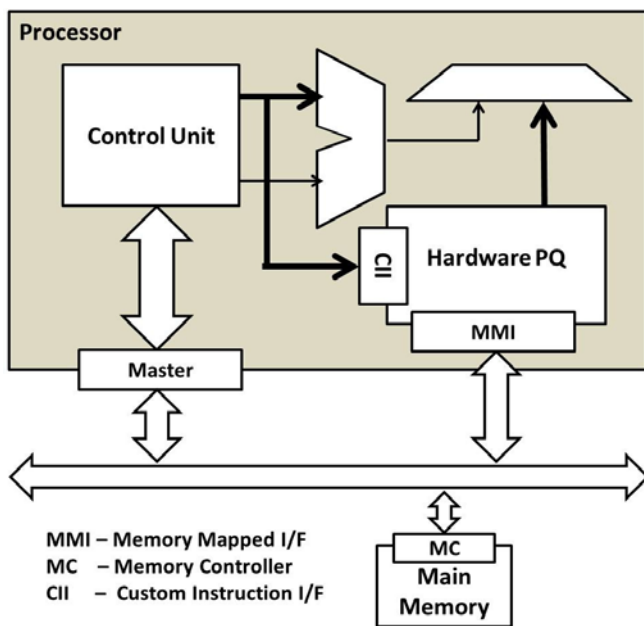 Processor
Control Unit
CII
Hardware PQ
MMI
Master
MMI – Memory Mapped I/F
MC – Memory Controller
CII – Custom Instruction I/F
MC
Main
Memory